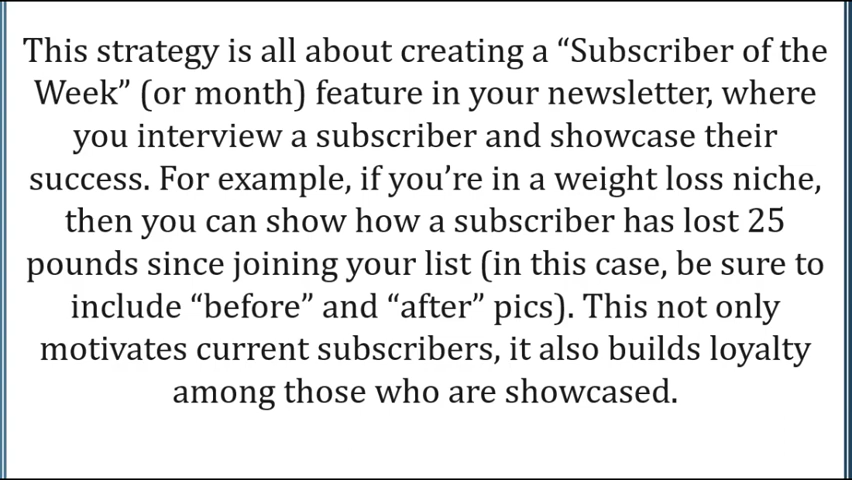 This strategy is all about creating a “Subscriber of the
Week” (or month) feature in your newsletter, where
you interview a subscriber and showcase their
success. For example, if you’re in a weight loss niche,
then you can show how a subscriber has lost 25
pounds since joining your list (in this case, be sure to
include “before” and “after” pics). This not only
motivates current subscribers, it also builds loyalty
among those who are showcased.